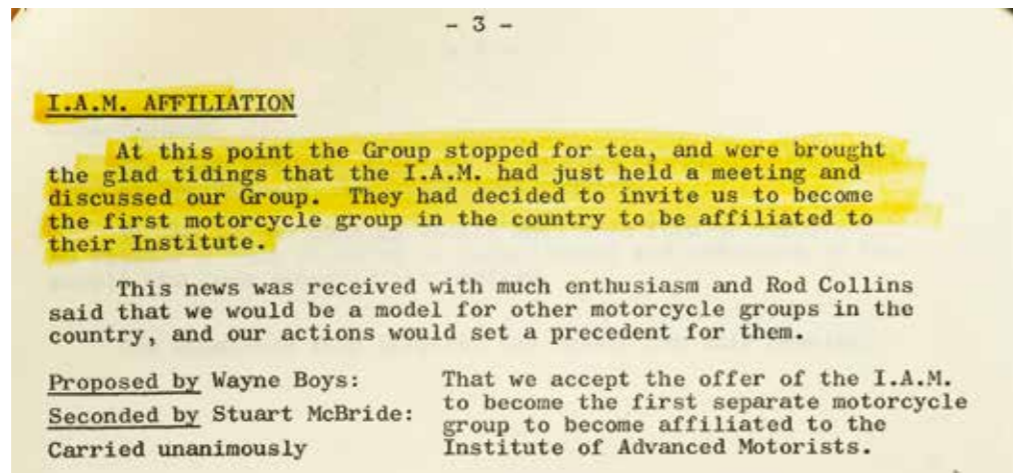 - 3 -
I.A.M. AFFILIATION
At this point the Group stopped for tea, and were brought
the glad tidings that the I.A.M. had just held a meeting and
discussed our Group. They had decided to invite us to become
the first motorcycle group in the country to be affiliated to
their Institute.
This news was received with much enthusiasm and Rod Collins
said that we would be a model for other motorcycle groups in the
country, and our actions would set a precedent for them.
Proposed by Wayne Boys:
Seconded by Stuart McBride:
Carried unanimously
That we accept the offer of the I.A.M.
to become the first separate motorcycle
group to become affiliated to the
Institute of Advanced Motorists.